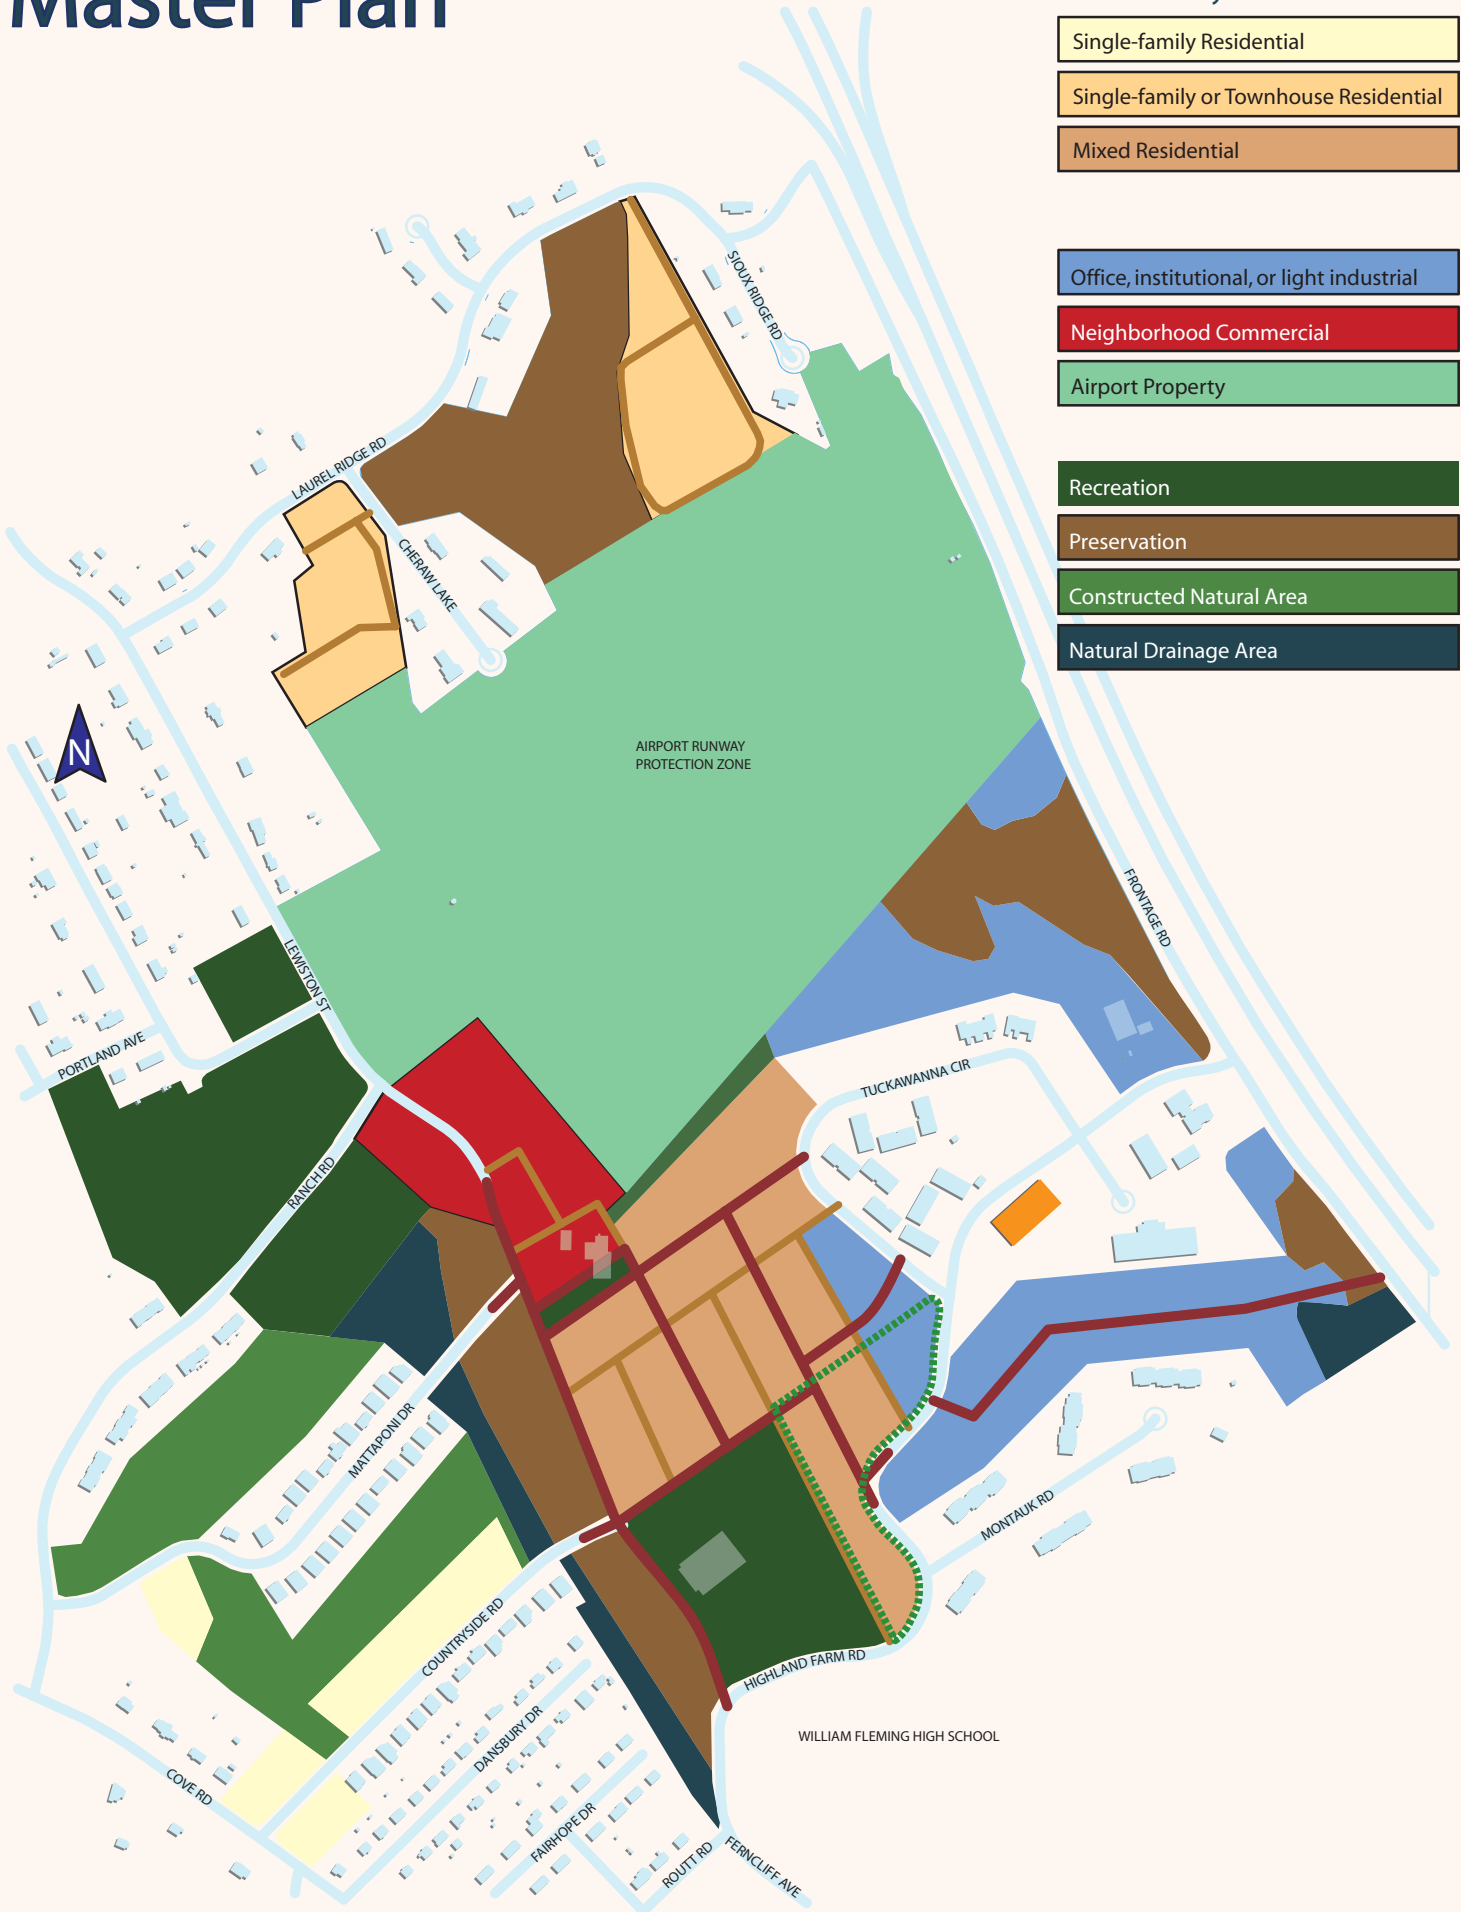 Master Plan
Single-family Residential
Single-family or Townhouse Residential
Mixed Residential
Office, institutional, or light industrial
Neighborhood Commercial
Airport Property
Recreation
Preservation
Constructed Natural Area
Natural Drainage Area
SIOUX RIDGE RD
LAUREL RIDGE RD
CHERAW LAKE
N
AIRPORT RUNWAY
PROTECTION ZONE
FRONTAGE RD
LEWISTON ST
PORTLAND AVE
TUCKAWANNA CIR
RANCH RD
MATTAPONI DR
MONTAUK RD
COUNTRYSIDE RD
HIGHLAND FARM RD
DANSBURY DR
WILLIAM FLEMING HIGH SCHOOL
COVE RD
FAIRHOPE DR
ROUTT RD
FERNCLIFF AVE